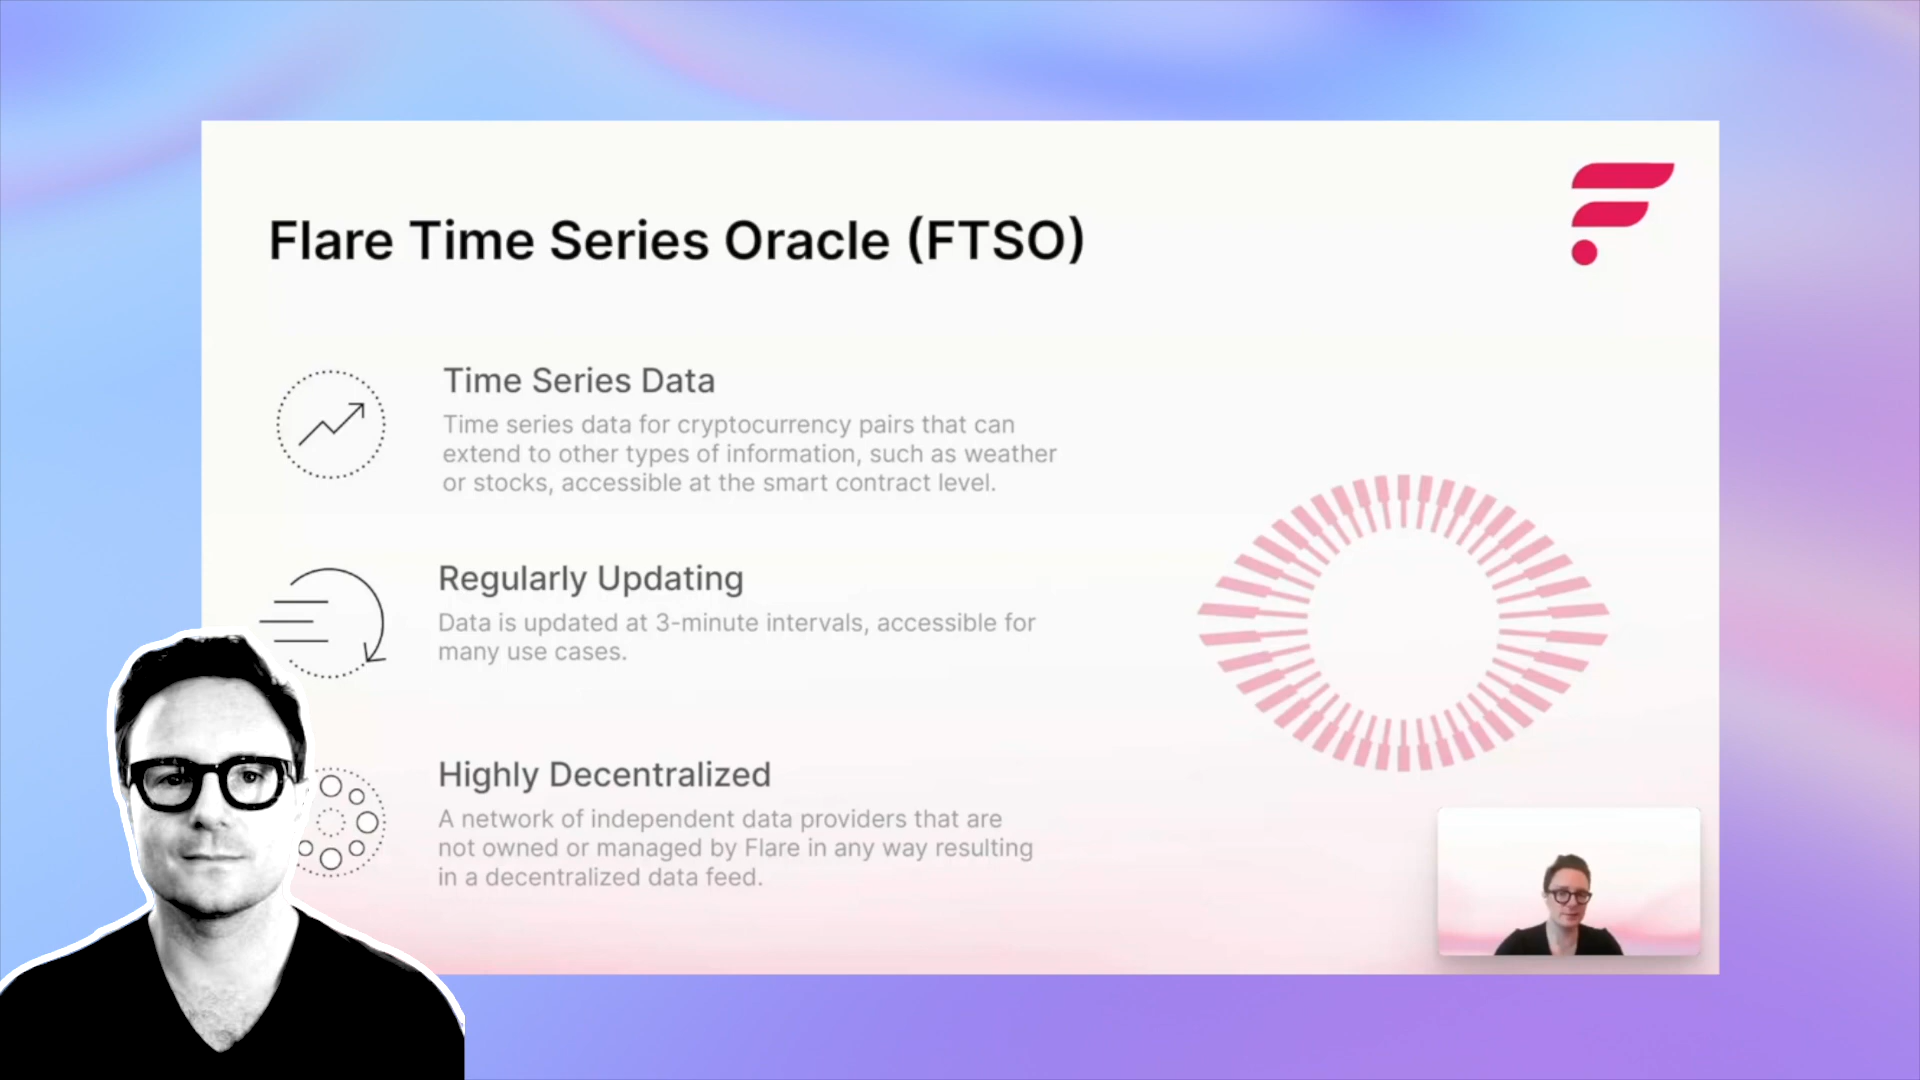 Flare Time Series Oracle (FTSO)
Time Series Data
Time series data for cryptocurrency pairs that can
extend to other types of information, such as weather
or stocks, accessible at the smart contract level.
Regularly Updating
Data is updated at 3-minute intervals, accessible for
many use cases.
Highly Decentralized
A network of independent data providers that are
not owned or managed by Flare in any way resulting
in a decentralized data feed.